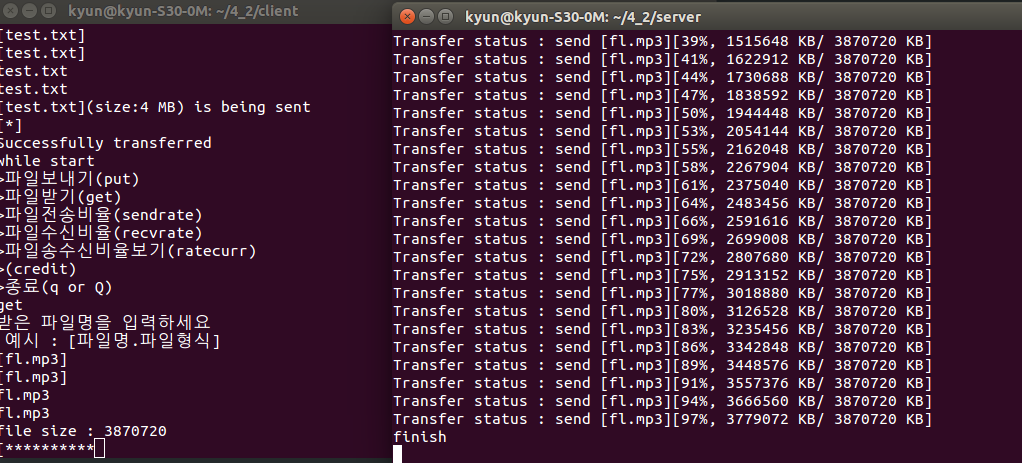 kyun@kyun-S30-0M: ~/4_2/client
[test.txt]
[test.txt]
test.txt
test.txt
[test.txt](size:4 MB) is being sent
[*]
Successfully transferred
while start
>파일보내기(put)
>파일받기(get)
>파일전송비율(sendrate)
>파일수신비율(recvrate)
>파일송수신비율보기(ratecurr)
>(credit)
>종료(q or Q)
get
받은 파일명을 입력하세요
예시 : [파일명.파일형식]
[fl.mp3]
[fl.mp3]
fl.mp3
fl.mp3
file size : 3870720
[**********
kyun@kyun-S30-0M: ~/4_2/server
Transfer status : send [fl.mp3][39%, 1515648 KB/ 3870720 KB]
Transfer status : send [fl.mp3][41%, 1622912 KB/ 3870720 KB]
Transfer status : send [fl.mp3][44%, 1730688 KB/ 3870720 KB]
Transfer status : send [fl.mp3][47%, 1838592 KB/ 3870720 KB]
Transfer status : send [fl.mp3][50%, 1944448 KB/ 3870720 KB]
Transfer status : send [fl.mp3][53%, 2054144 KB/ 3870720 KB]
Transfer status : send [fl.mp3][55%, 2162048 KB/ 3870720 KB]
Transfer status : send [fl.mp3][58%, 2267904 KB/ 3870720 KB]
Transfer status : send [fl.mp3][61%, 2375040 KB/ 3870720 KB]
Transfer status : send [fl.mp3][64%, 2483456 KB/ 3870720 KB]
Transfer status : send [fl.mp3][66%, 2591616 KB/ 3870720 KB]
Transfer status : send [fl.mp3][69%, 2699008 KB/ 3870720 KB]
Transfer status : send [fl.mp3][72%, 2807680 KB/ 3870720 KB]
Transfer status : send [fl.mp3][75%, 2913152 KB/ 3870720 KB]
Transfer status : send [fl.mp3][77%, 3018880 KB/ 3870720 KB]
Transfer status : send [fl.mp3][80%, 3126528 KB/ 3870720 KB]
Transfer status : send [fl.mp3][83%, 3235456 KB/ 3870720 KB]
Transfer status : send [fl.mp3][86%, 3342848 KB/ 3870720 KB]
Transfer status : send [fl.mp3][89%, 3448576 KB/ 3870720 KB]
Transfer status : send [fl.mp3][91%, 3557376 KB/ 3870720 KB]
Transfer status : send [fl.mp3][94%, 3666560 KB/ 3870720 KB]
Transfer status : send [fl.mp3][97%, 3779072 KB/ 3870720 KB]
finish